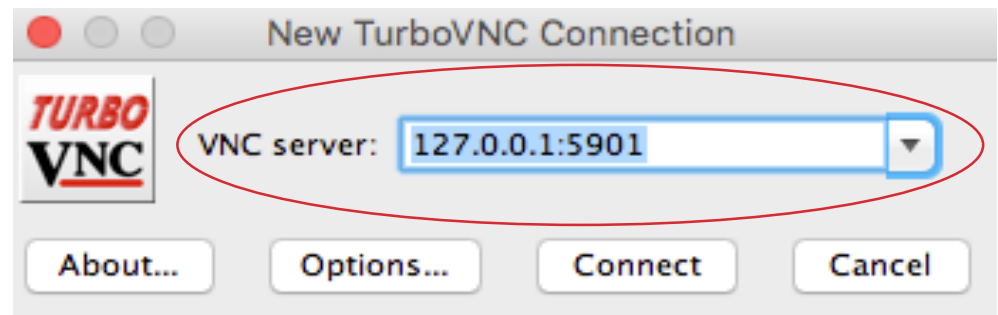 New TurboVNC Connection
TURBO
VNC
VNC server: 127.0.0.1:5901
About... Options... Connect Cancel